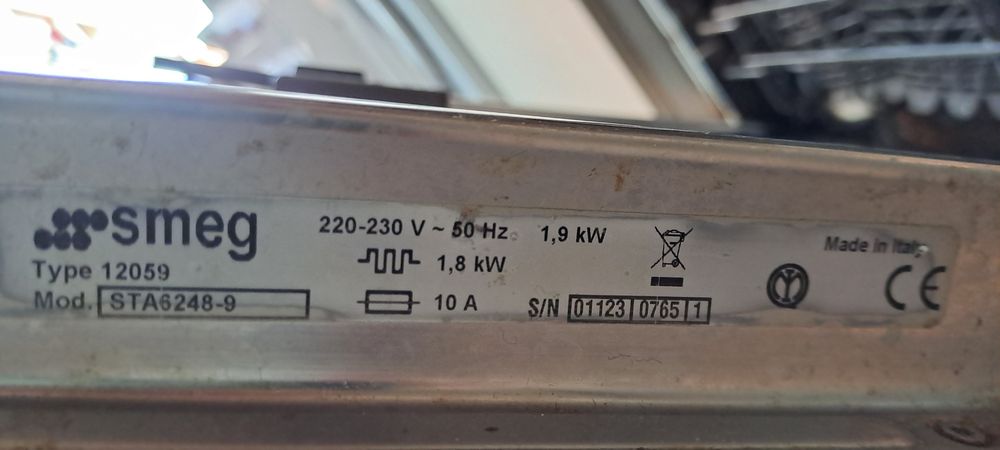 smeg
Type 12059
Mod. STA6248-9
220-230 V ~ 50 Hz 1,9 kW
1,8 kW
10 A
S/N 01123 0765 1
Made in Italy
CE